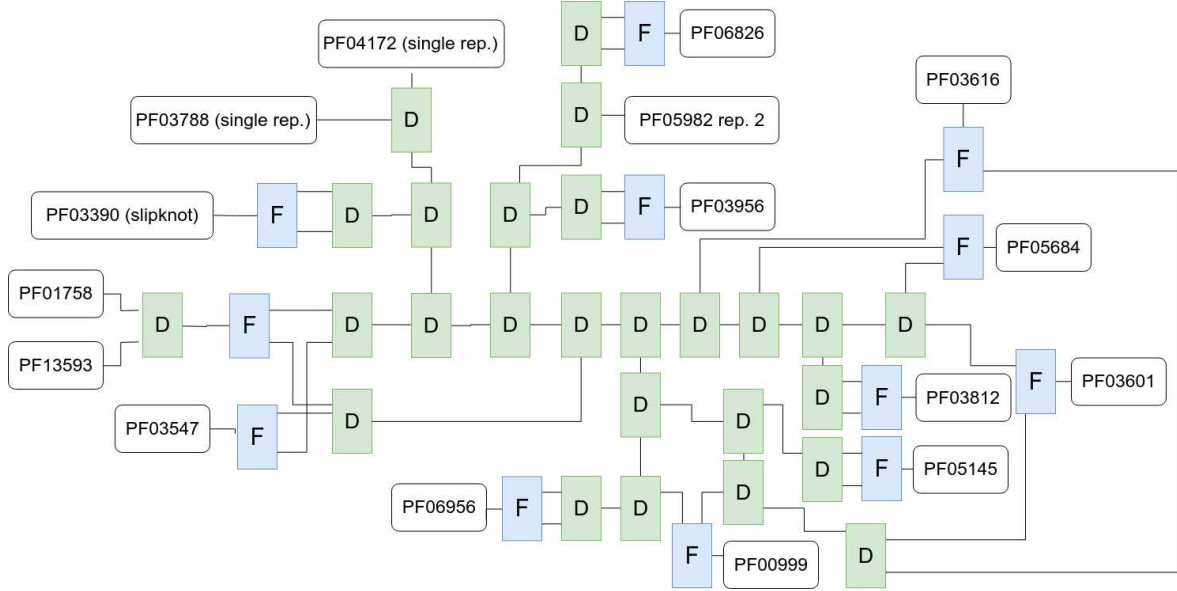 D F PF06826
PF04172 (single rep.)
PF03616
PF03788 (single rep.) D D PF05982 rep. 2
F
PF03390 (slipknot) F D D D D F PF03956
F PF05684
PF01758
D F D D D D D D D D D
PF13593
F PF03601
D F PF03812
D
PF03547 F D D
D F PF05145
PF06956 F D D D
F PF00999 D